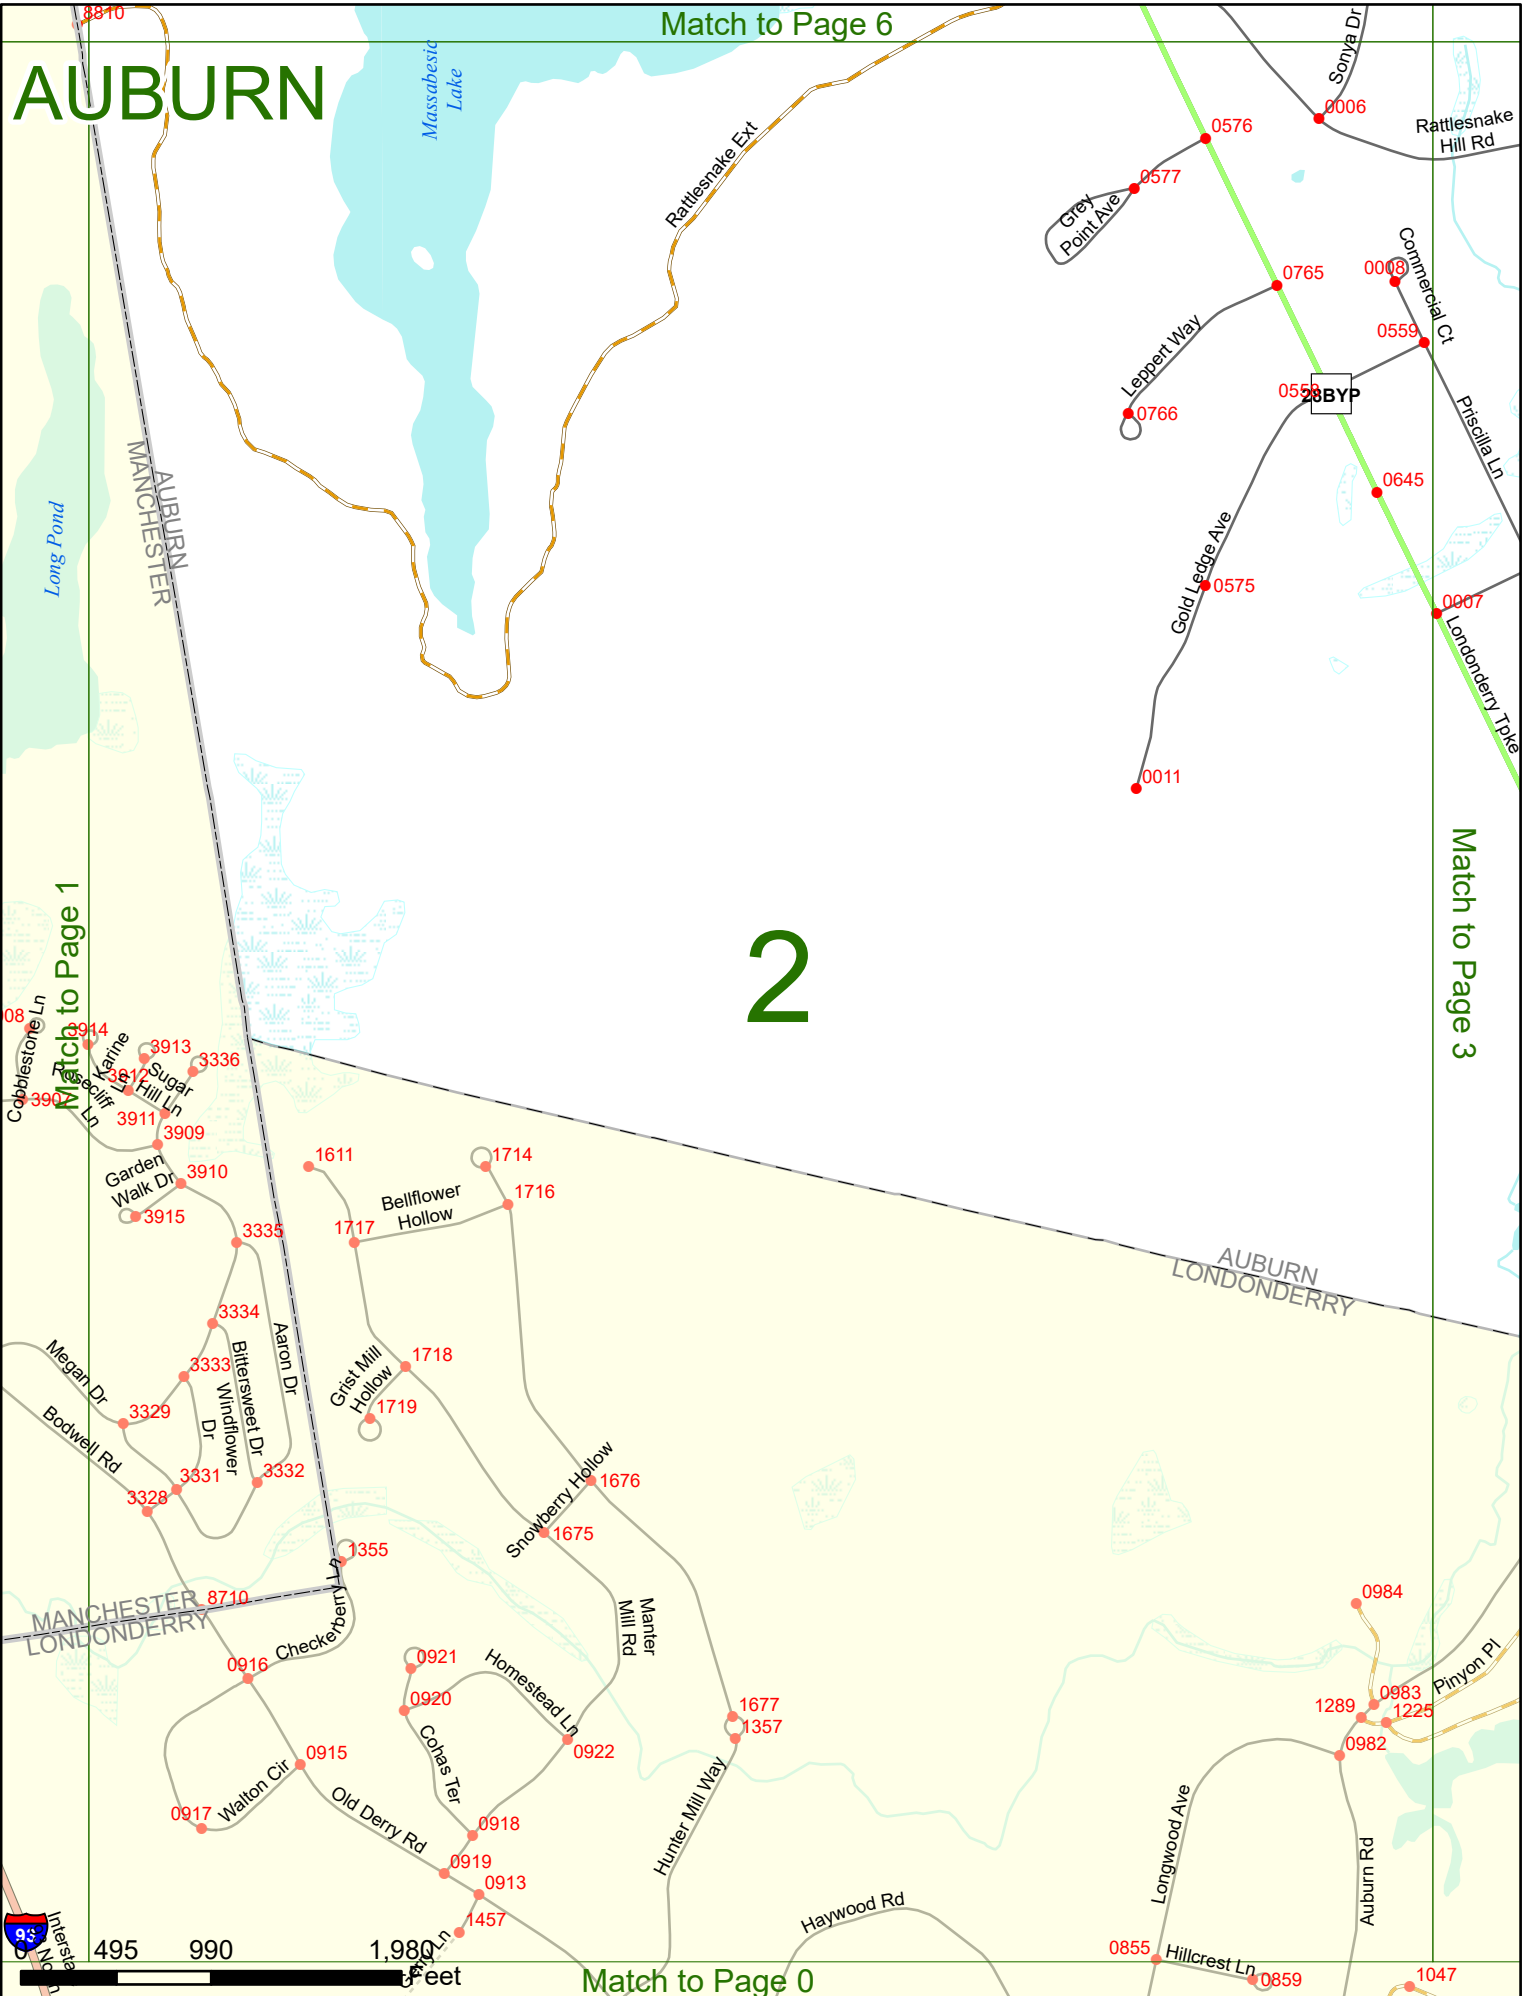 8810
Match to Page 6
AUBURN
Massabesic
Lake
Sonya Dr
0006
Rattlesnake
Hill Rd
0576
0577
Grey
Point Ave
Rattlesnake Ext
0765
0008
Commercial Ct
0559
Leppert Way
0766
28BYP
Priscilla Ln
0645
Gold Ledge Ave
0575
0007
Londonderry Tpke
0011
Long Pond
AUBURN
MANCHESTER
Match to Page 1
Match to Page 3
2
08
Cobblestone Ln
3914
Karine
Ln
3913
3336
3912
Sugar
Hill Ln
Rosecliff
Ln
3907
3911
3909
Garden
Walk Dr
3910
3915
3335
1611
1714
1716
Bellflower
Hollow
1717
AUBURN
LONDONDERRY
3334
Aaron Dr
Bittersweet Dr
3333
Windflower
Dr
Megan Dr
3329
Bodwell Rd
3331
3332
3328
Grist Mill
Hollow
1718
1719
Snowberry Hollow
1676
1675
1355
Checkerberry Ln
8710
MANCHESTER
LONDONDERRY
Manter
Mill Rd
0984
0916
0921
Homestead Ln
0920
Cohas Ter
0922
1677
1357
Pinyon Pl
0983
1289
1225
0982
0915
Walton Cir
0917
Old Derry Rd
0918
0919
0913
Hunter Mill Way
Longwood Ave
Auburn Rd
1457
Haywood Rd
0855
Hillcrest Ln
0859
1047
93
0
495
990
1,980
Feet
Match to Page 0